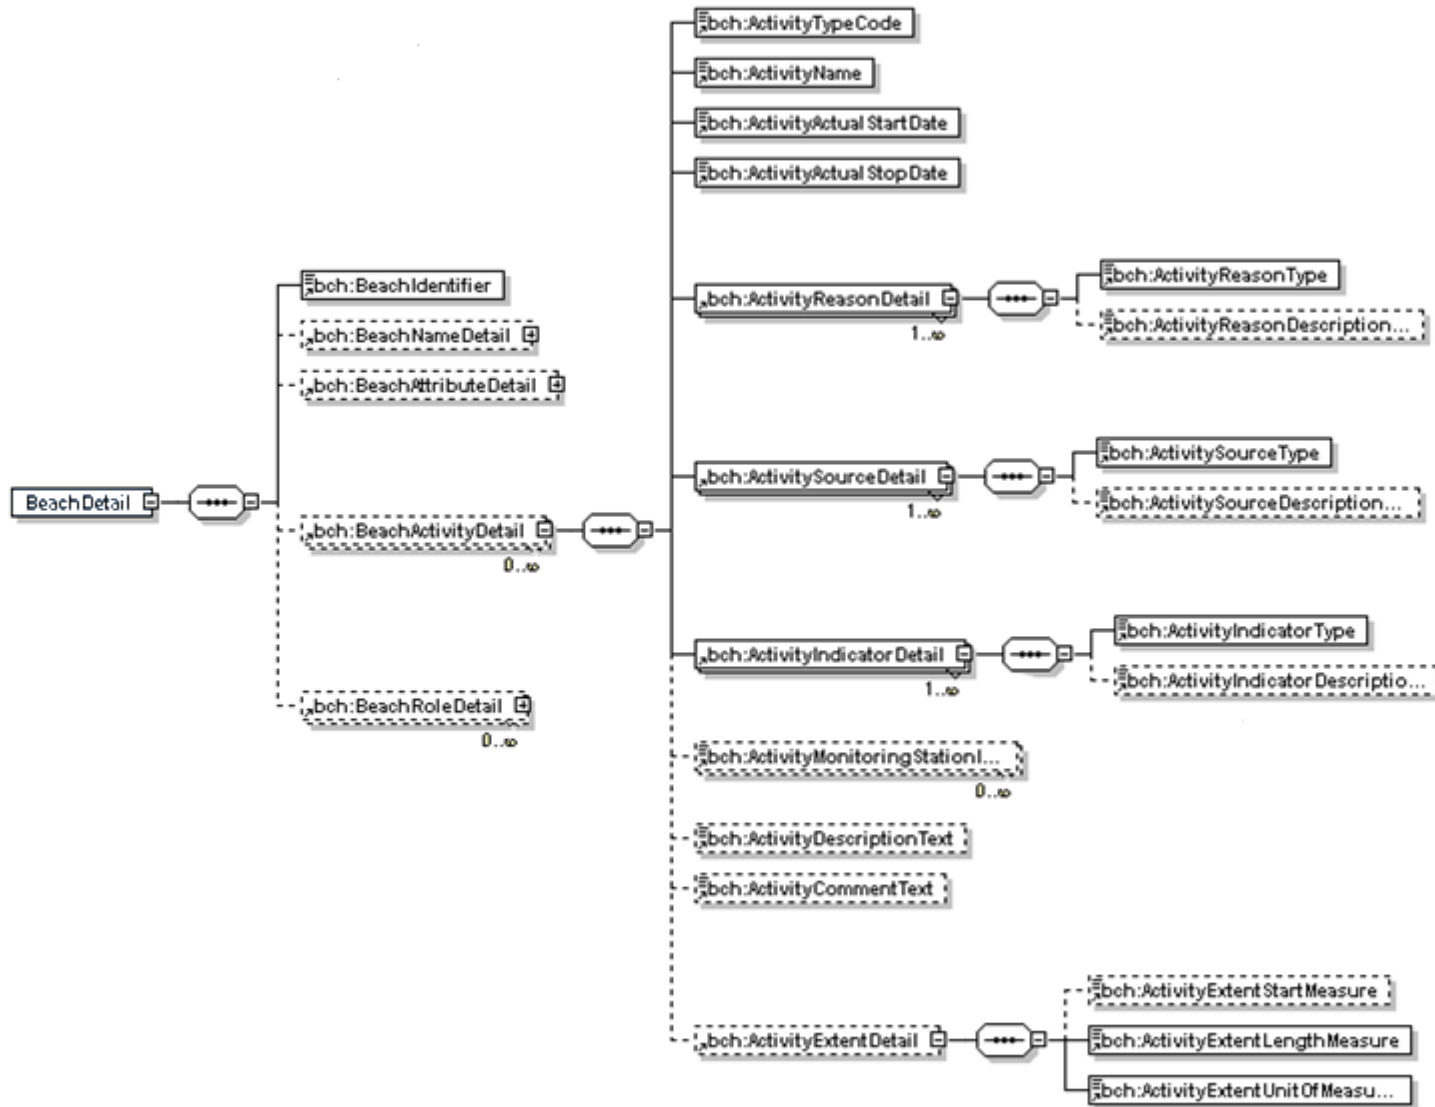 bch:ActivityTypeCode
bch:ActivityName
bch:ActivityActualStartDate
bch:ActivityActualStopDate
bch:BeachIdentifier
bch:BeachNameDetail
bch:BeachAttributeDetail
bch:ActivityReasonDetail
1..∞
bch:ActivityReasonType
bch:ActivityReasonDescription...
bch:ActivitySourceDetail
1..∞
bch:ActivitySourceType
bch:ActivitySourceDescription...
BeachDetail
bch:BeachActivityDetail
0..∞
bch:ActivityIndicatorDetail
1..∞
bch:ActivityIndicatorType
bch:ActivityIndicatorDescriptio...
bch:BeachRoleDetail
0..∞
bch:ActivityMonitoringStationI...
0..∞
bch:ActivityDescriptionText
bch:ActivityCommentText
bch:ActivityExtentDetail
bch:ActivityExtentStartMeasure
bch:ActivityExtentLengthMeasure
bch:ActivityExtentUnitOfMeasu...